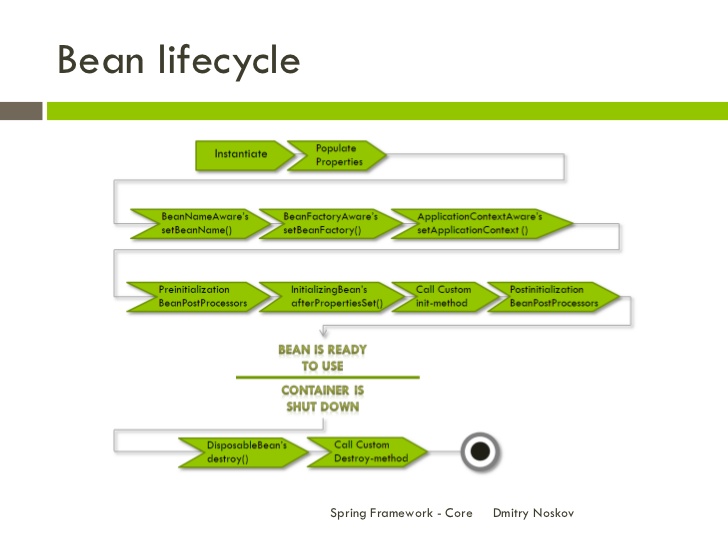 Bean lifecycle
Instantiate
Populate
Properties
BeanNameAware's
setBeanName()
BeanFactoryAware's
setBeanFactory()
ApplicationContextAware's
setApplicationContext ()
Preinitialization
BeanPostProcessors
InitializingBean's
afterPropertiesSet()
Call Custom
init-method
Postinitialization
BeanPostProcessors
BEAN IS READY
TO USE
CONTAINER IS
SHUT DOWN
DisposableBean's
destroy()
Call Custom
Destroy-method
Spring Framework - Core Dmitry Noskov